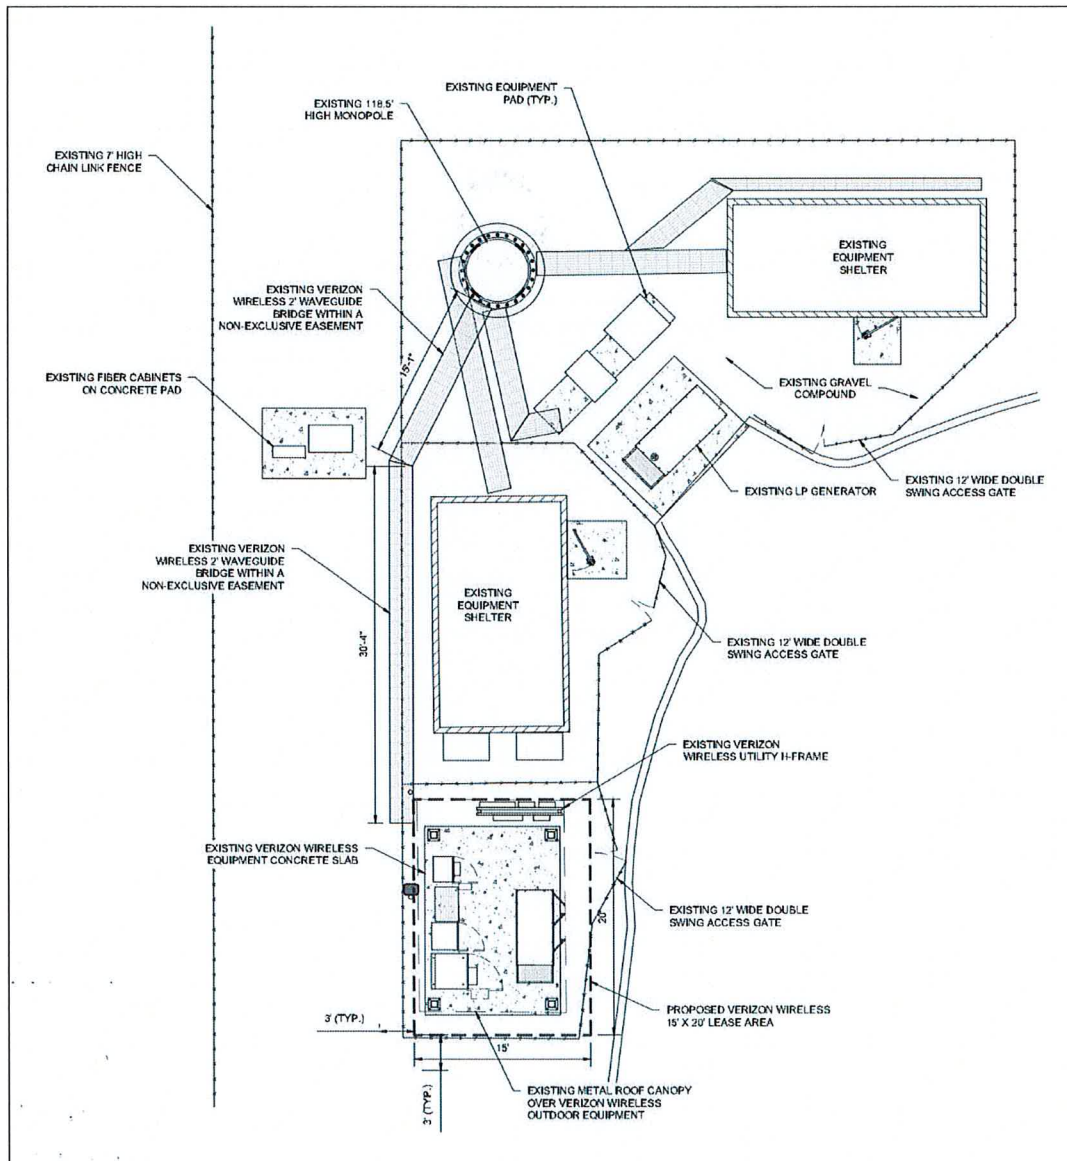 EXISTING EQUIPMENT
PAD (TYP.)
EXISTING 118.5'
HIGH MONOPOLE
EXISTING 7' HIGH
CHAIN LINK FENCE
EXISTING
EQUIPMENT
SHELTER
EXISTING VERIZON
WIRELESS 2' WAVEGUIDE
BRIDGE WITHIN A
NON-EXCLUSIVE EASEMENT
15'-1"
EXISTING FIBER CABINETS
ON CONCRETE PAD
EXISTING GRAVEL
COMPOUND
EXISTING 12' WIDE DOUBLE
SWING ACCESS GATE
EXISTING LP GENERATOR
EXISTING VERIZON
WIRELESS 2' WAVEGUIDE
BRIDGE WITHIN A
NON-EXCLUSIVE EASEMENT
EXISTING
EQUIPMENT
SHELTER
30'-4"
EXISTING 12' WIDE DOUBLE
SWING ACCESS GATE
EXISTING VERIZON
WIRELESS UTILITY H-FRAME
EXISTING VERIZON WIRELESS
EQUIPMENT CONCRETE SLAB
EXISTING 12' WIDE DOUBLE
SWING ACCESS GATE
20'
PROPOSED VERIZON WIRELESS
15' X 20' LEASE AREA
3' (TYP.)
15'
3' (TYP.)
EXISTING METAL ROOF CANOPY
OVER VERIZON WIRELESS
OUTDOOR EQUIPMENT